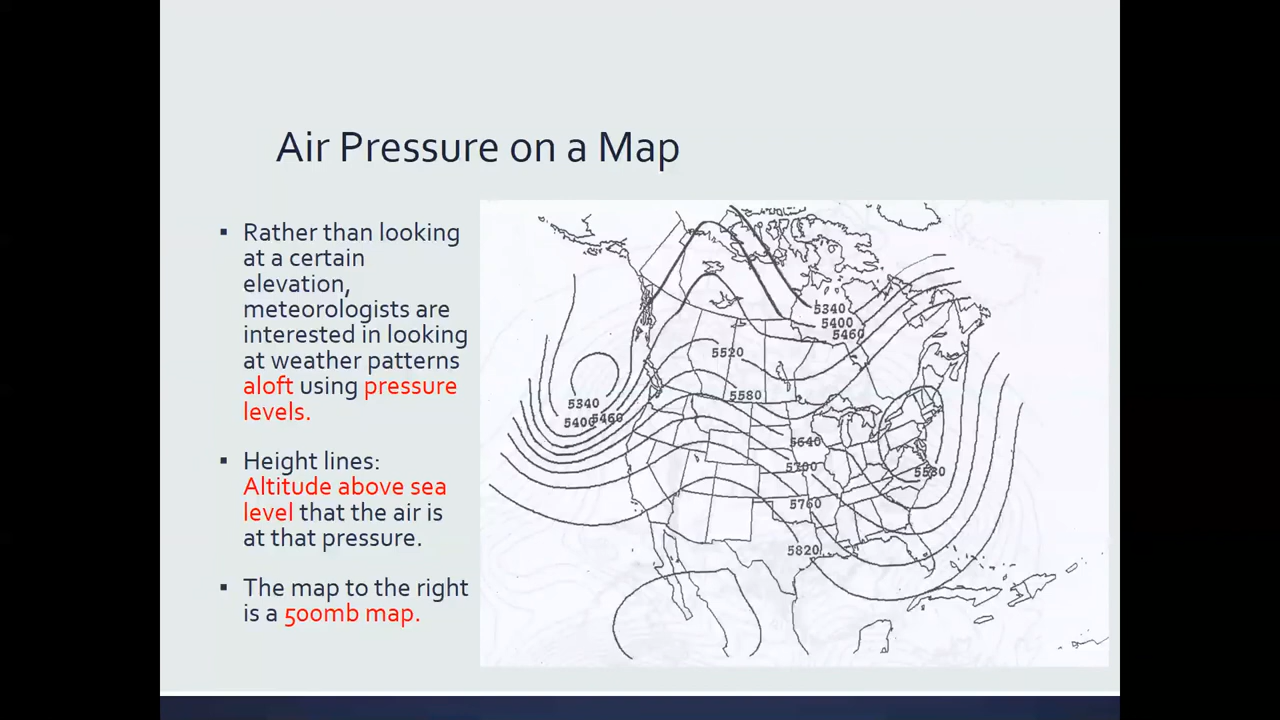 Air Pressure on a Map
▪ Rather than looking
at a certain
elevation,
meteorologists are
interested in looking
at weather patterns
aloft using pressure
levels.
▪ Height lines:
Altitude above sea
level that the air is
at that pressure.
▪ The map to the right
is a 500mb map.
5340
5400
5460
5520
5340
5580
5400 5460
5640
5700
5580
5760
5820